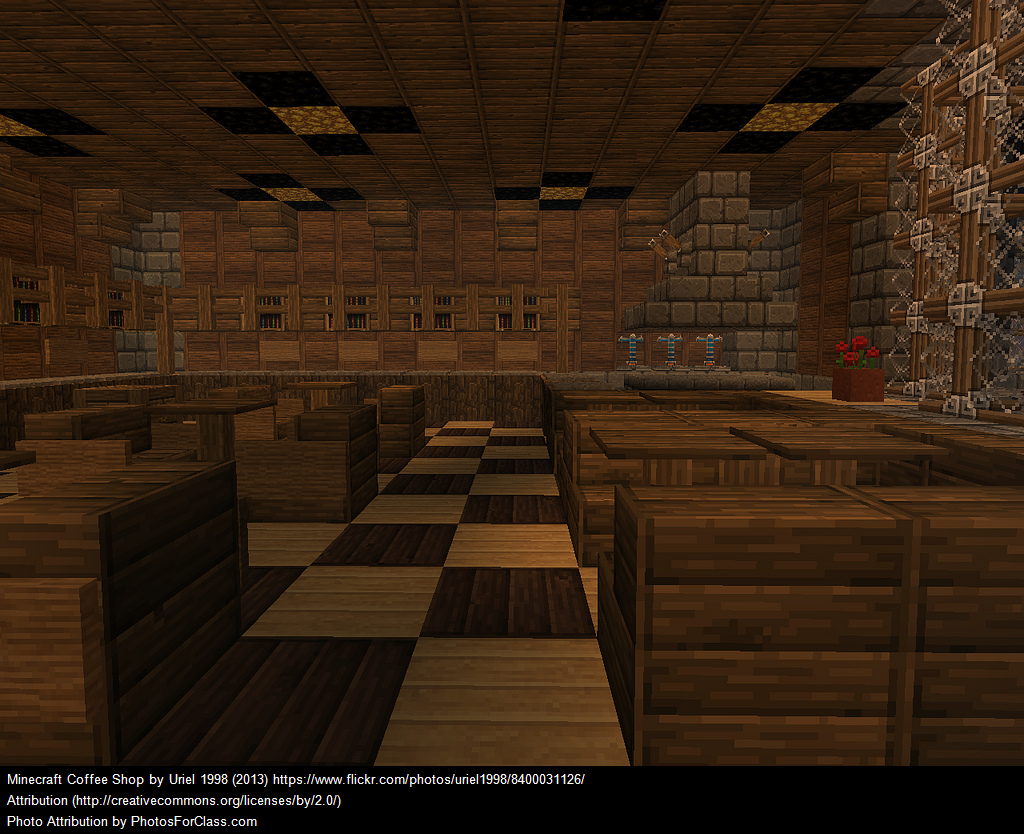 Minecraft Coffee Shop by Uriel 1998 (2013) https://www.flickr.com/photos/uriel1998/8400031126/
Attribution (http://creativecommons.org/licenses/by/2.0/)
Photo Attribution by PhotosForClass.com